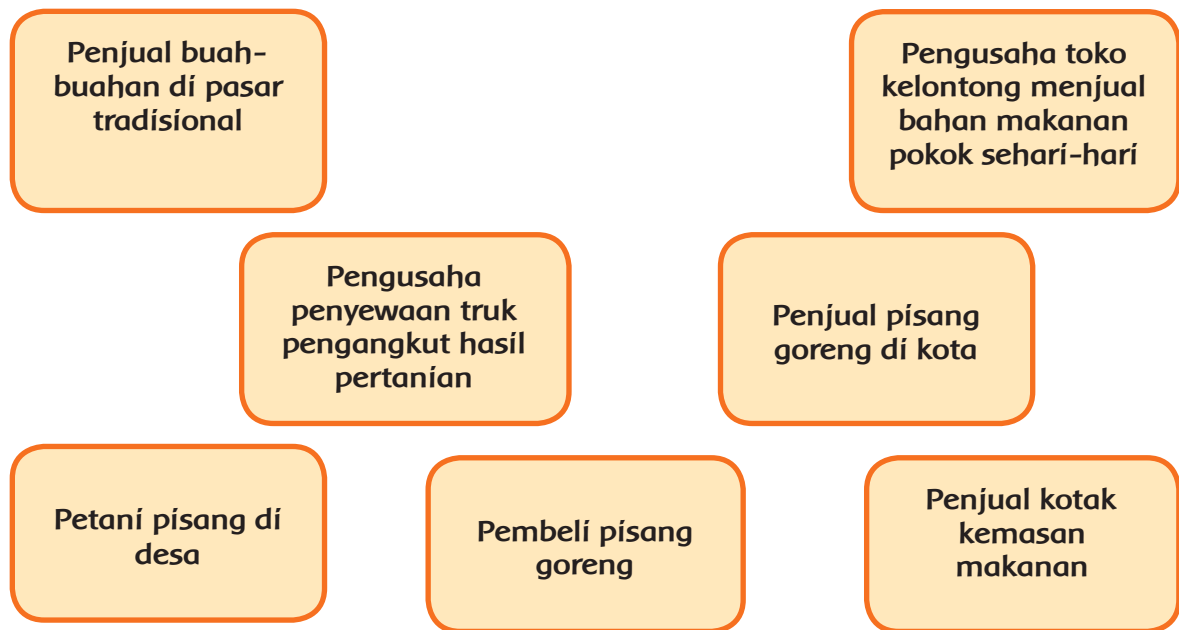 Penjual buah-
buahan di pasar
tradisional
Pengusaha toko
kelontong menjual
bahan makanan
pokok sehari-hari
Pengusaha
penyewaan truk
pengangkut hasil
pertanian
Penjual pisang
goreng di kota
Petani pisang di
desa
Pembeli pisang
goreng
Penjual kotak
kemasan
makanan